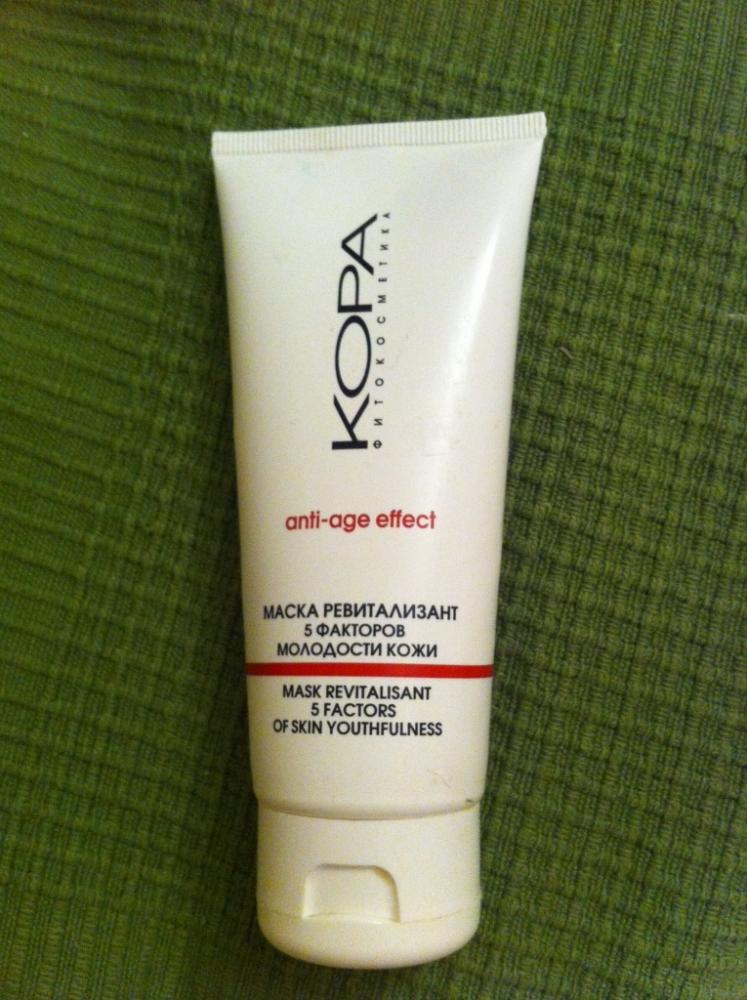 КОРА
ФИТОКОСМЕТИКА
anti-age effect
МАСКА РЕВИТАЛИЗАНТ
5 ФАКТОРОВ
МОЛОДОСТИ КОЖИ
MASK REVITALISANT
5 FACTORS
OF SKIN YOUTHFULNESS